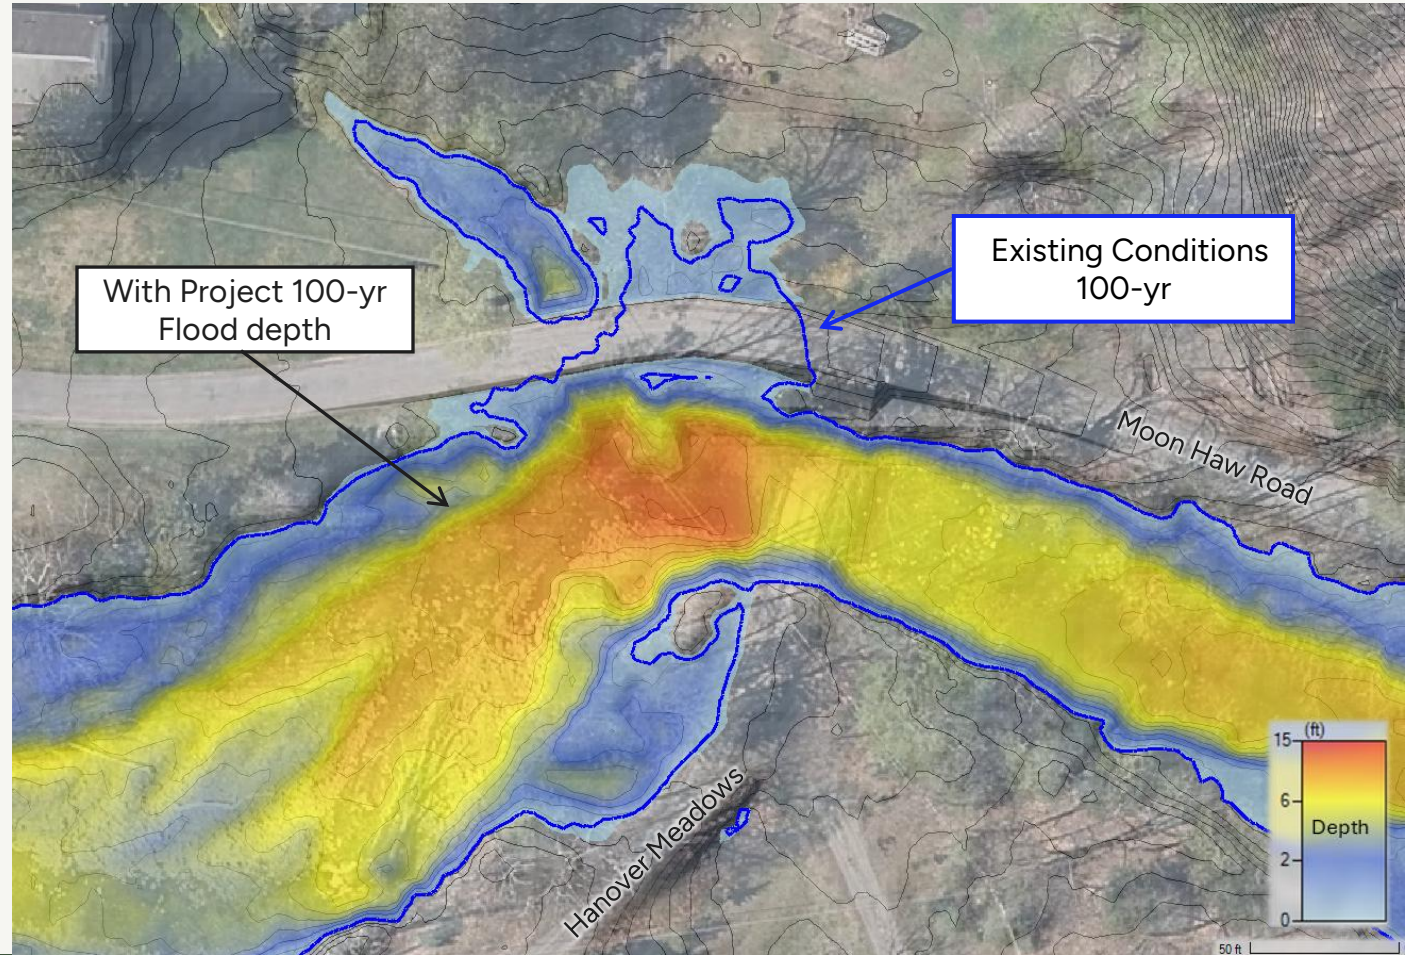 Existing Conditions
100-yr
With Project 100-yr
Flood depth
Moon Haw Road
Hanover Meadows
(ft)
15
6
Depth
2
0
50 ft